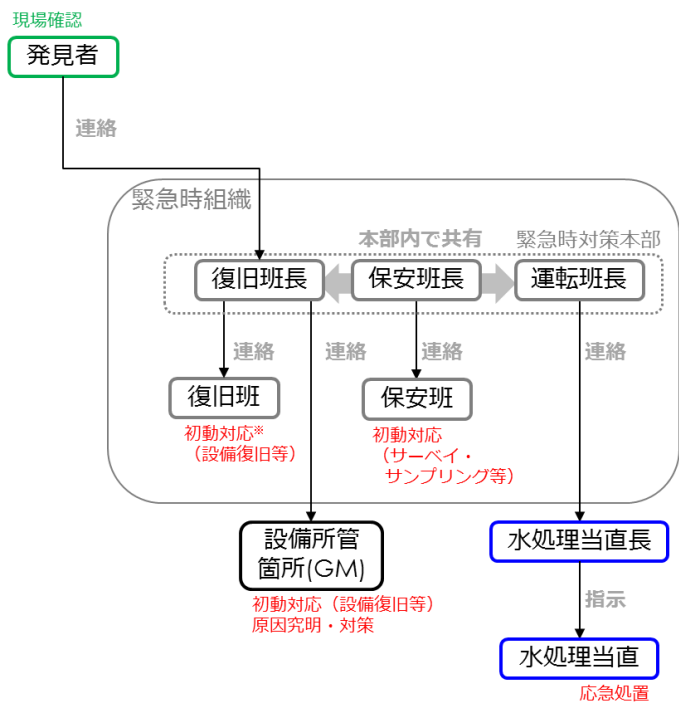 現場確認
発見者
連絡
緊急時組織
本部内で共有
緊急時対策本部
復旧班長
保安班長
運転班長
連絡
連絡
連絡
連絡
復旧班
保安班
初動対応※
（設備復旧等）
初動対応
（サーベイ・
サンプリング等）
設備所管
箇所(GM)
水処理当直長
初動対応（設備復旧等）
原因究明・対策
指示
水処理当直
応急処置